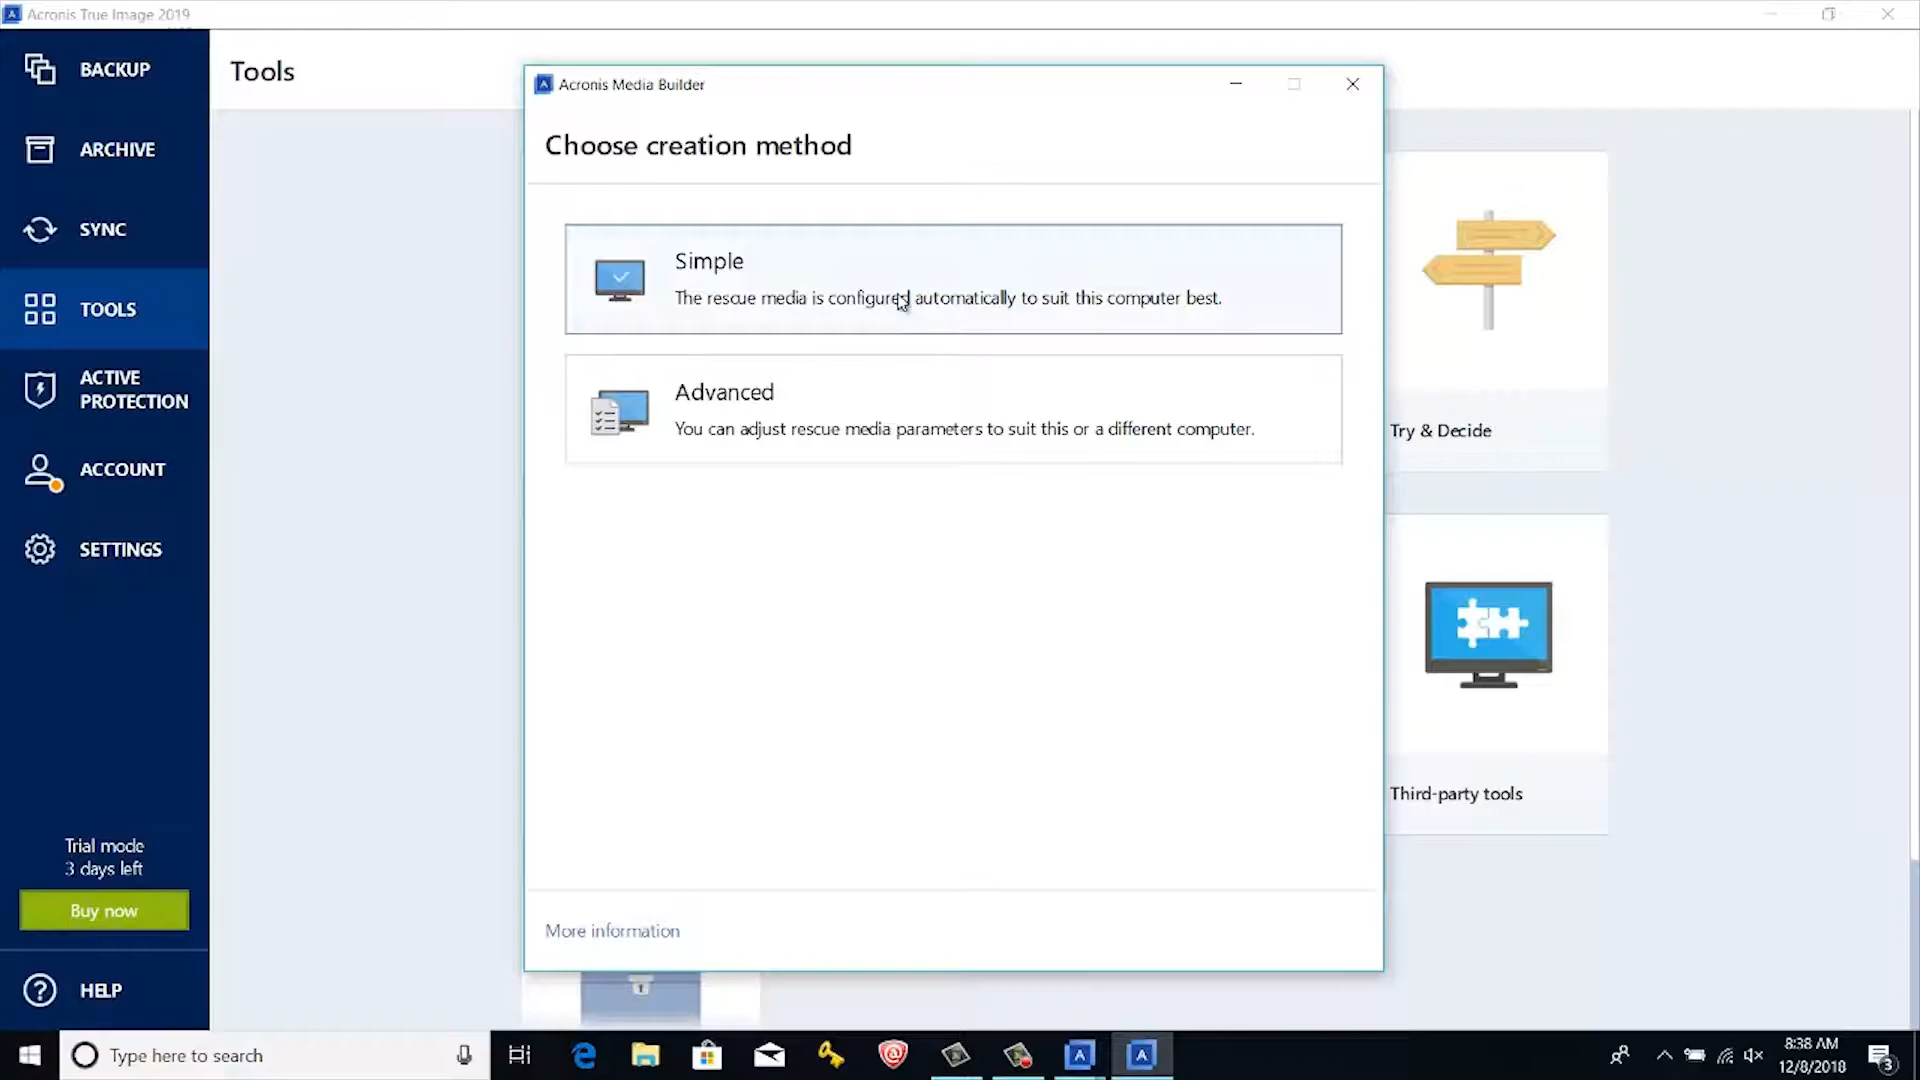 Acronis True Image 2019
BACKUP
ARCHIVE
SYNC
TOOLS
ACTIVE
PROTECTION
ACCOUNT
SETTINGS
Trial mode
3 days left
Buy now
HELP
Tools
Acronis Media Builder
Choose creation method
Simple
The rescue media is configured automatically to suit this computer best.
Advanced
You can adjust rescue media parameters to suit this or a different computer.
More information
Try & Decide
Third-party tools
Type here to search
8:38 AM
12/8/2018
3